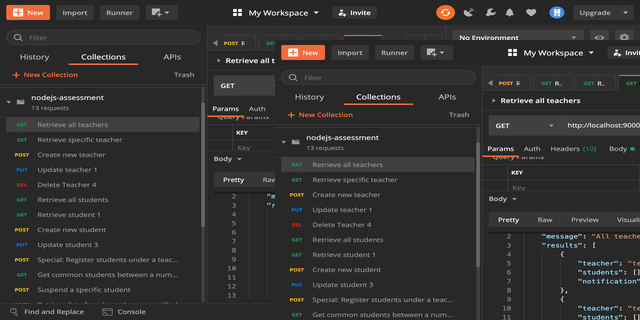 New Import Runner
My Workspace
Invite
Upgrade
Filter
History Collections APIs
+ New Collection Trash
nodejs-assessment
13 requests
GET Retrieve all teachers
GET Retrieve specific teacher
POST Create new teacher
PUT Update teacher 1
DEL Delete Teacher 4
GET Retrieve all students
GET Retrieve student 1
POST Create new student
PUT Update student 3
POST Special: Register students under a teac...
GET Get common students between a num...
POST Suspend a specific student
Find and Replace Console
POST
GET
Retrieve all t
GET
Params Auth
KEY
Key
Body
Pretty Raw
2
3
4
5
6
7
8
9
10
11
12
13
No Environment
New Import Runner
My Workspace
Filter
History Collections APIs
+ New Collection Trash
nodejs-assessment
13 requests
GET Retrieve all teachers
GET Retrieve specific teacher
POST Create new teacher
PUT Update teacher 1
DEL Delete Teacher 4
GET Retrieve all students
GET Retrieve student 1
POST Create new student
PUT Update student 3
POST Special: Register students under a teac...
GET Get common students between a num...
POST
GET
GET
GET
Retrieve all teachers
GET http://localhost:9000
Params Auth Headers (10) Body
KEY
Key
Body
Pretty Raw Preview
2 "message": "All teache
3 "results": [
4 {
5 "teacher": "te
6 "students": []
7 "notification"
8 },
9 {
10 "teacher": "te
11 "students": []